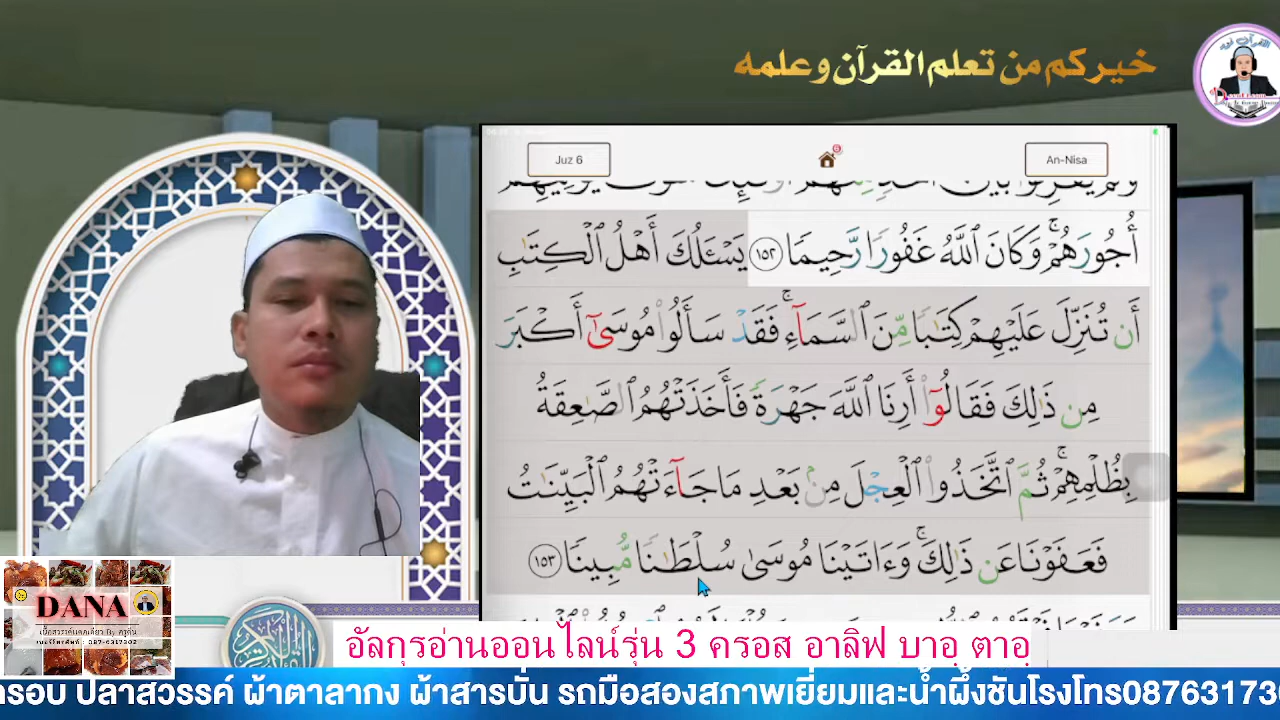 خيركم من تعلم القرآن وعلمه
Juz 6
An-Nisa
أُجُورَهُمْ ۚ وَكَانَ ٱللَّهُ غَفُورًا رَّحِيمًا ١٥٢ يَسْـَٔلُكَ أَهْلُ ٱلْكِتَـٰبِ
أَن تُنَزِّلَ عَلَيْهِمْ كِتَـٰبًا مِّنَ ٱلسَّمَآءِ ۚ فَقَدْ سَأَلُوا۟ مُوسَىٰٓ أَكْبَرَ
مِن ذَٰلِكَ فَقَالُوٓا۟ أَرِنَا ٱللَّهَ جَهْرَةً فَأَخَذَتْهُمُ ٱلصَّـٰعِقَةُ
بِظُلْمِهِمْ ۚ ثُمَّ ٱتَّخَذُوا۟ ٱلْعِجْلَ مِنۢ بَعْدِ مَا جَآءَتْهُمُ ٱلْبَيِّنَـٰتُ
فَعَفَوْنَا عَن ذَٰلِكَ ۚ وَءَاتَيْنَا مُوسَىٰ سُلْطَـٰنًا مُّبِينًا ١٥٣
DANA
อัลกุรอ่านออนไลน์รุ่น 3 ครอส อาลิฟ บาอฺ ตาอฺ
กรอบ ปลาสวรรค์ ผ้าตาลากง ผ้าสารบั่น รถมือสองสภาพเยี่ยมและน้ำผึ้งชันโรงโทร08763173